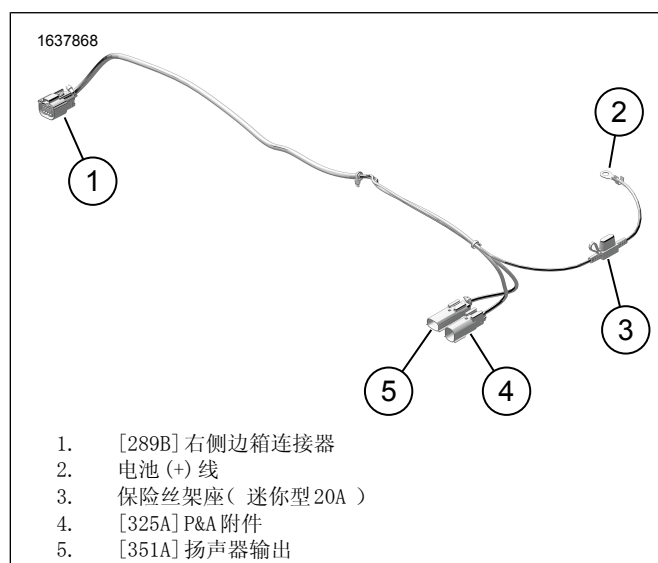 1637868
1
2
3
5
4
1. [289B]右侧边箱连接器
2. 电池(+)线
3. 保险丝架座( 迷你型20A )
4. [325A]P&A附件
5. [351A]扬声器输出